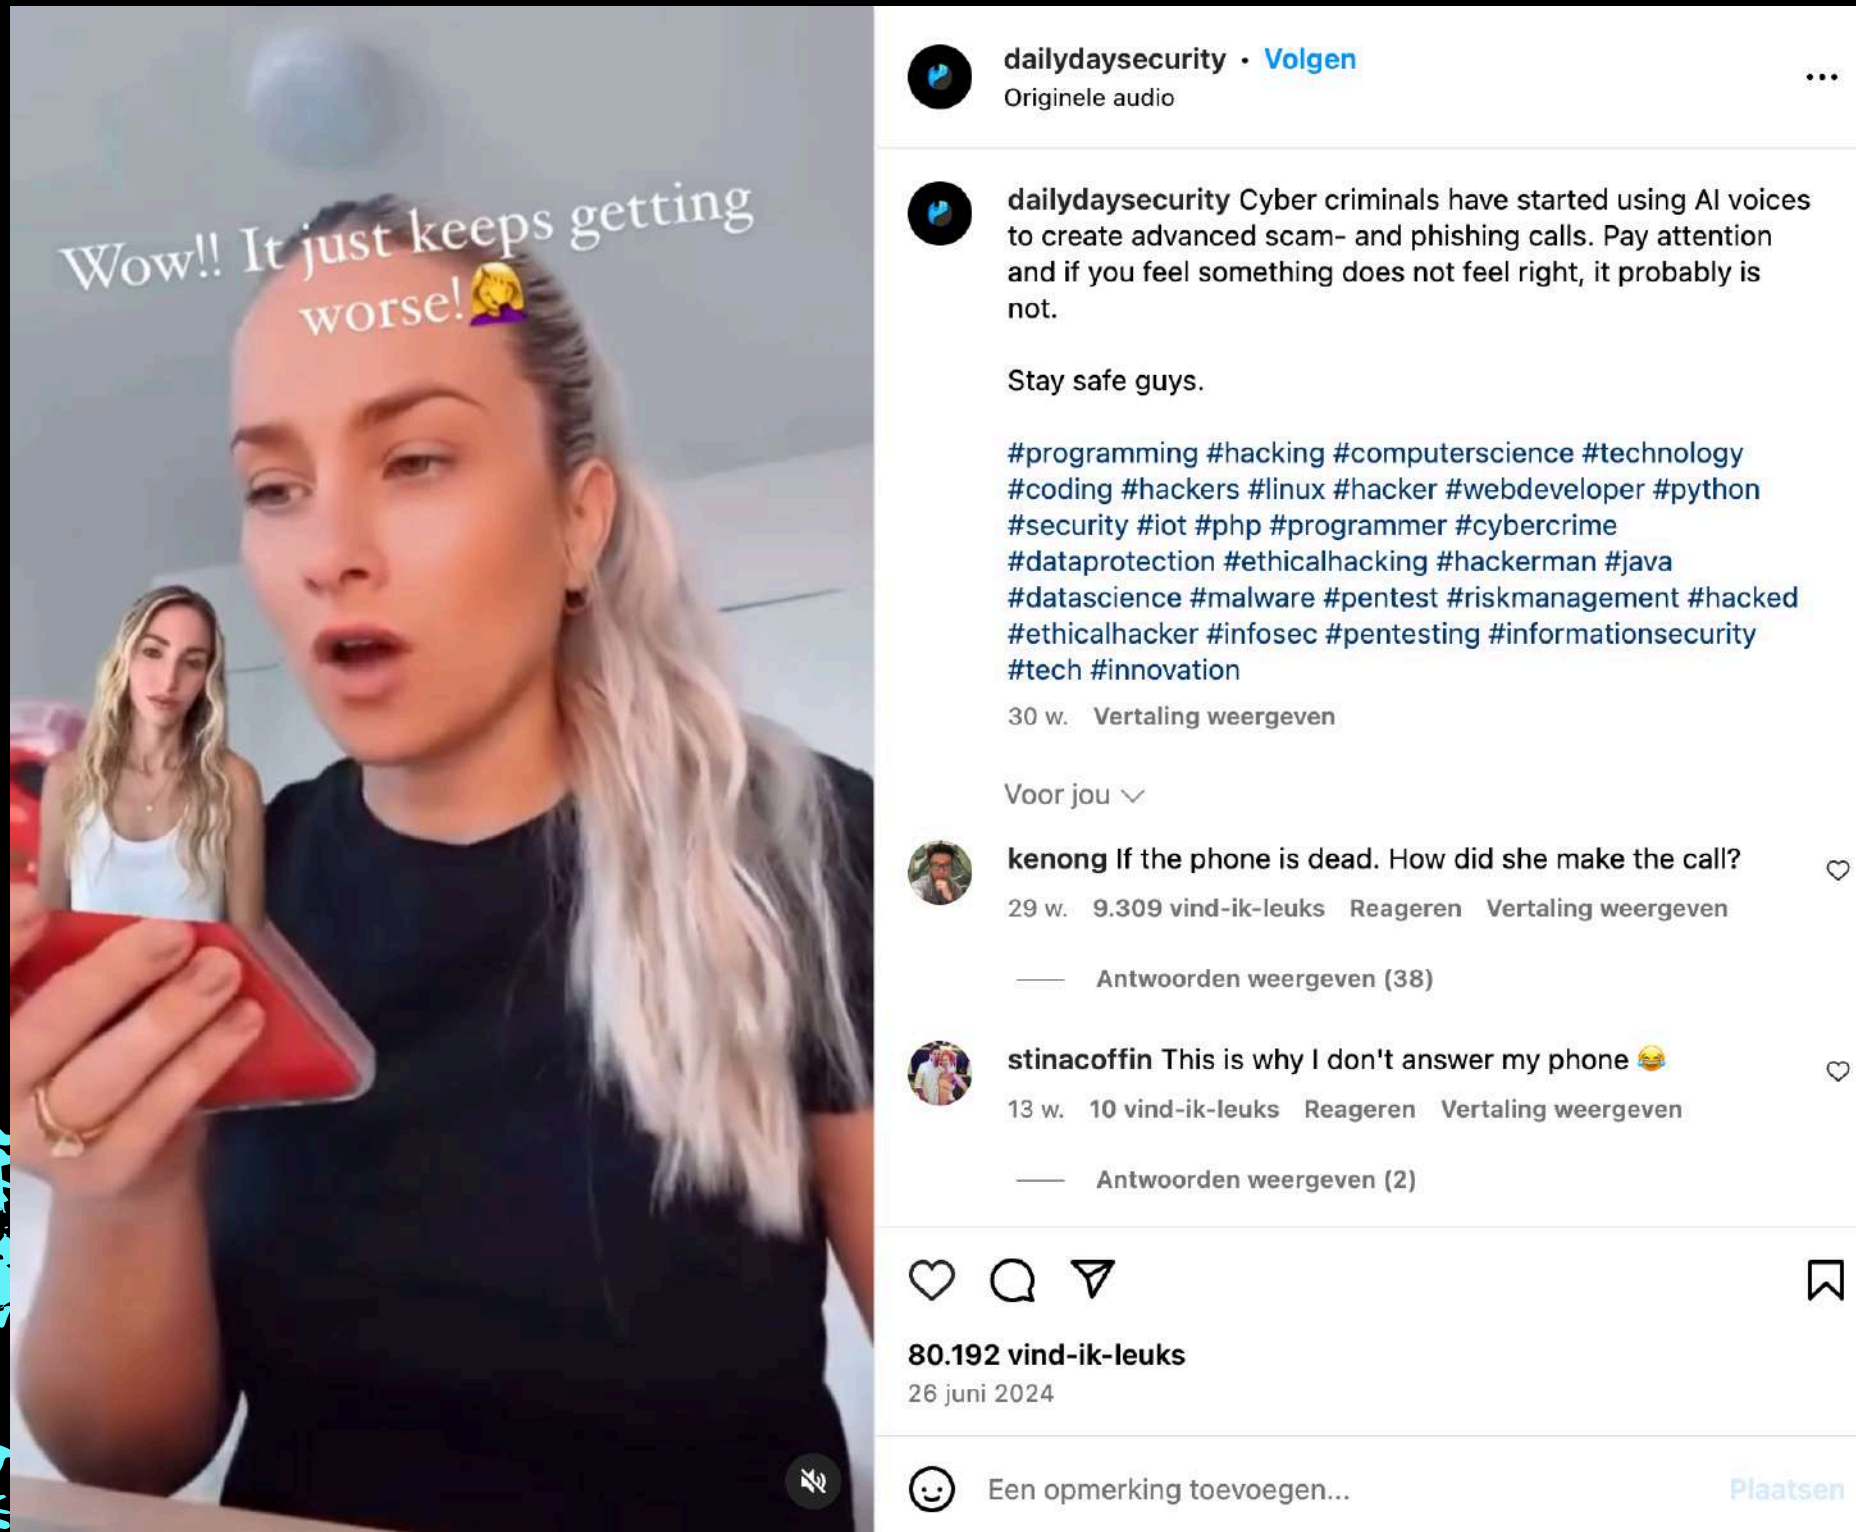 Wow!! It just keeps getting
worse!🤦‍♀️
dailydaysecurity • Volgen
Originele audio
dailydaysecurity Cyber criminals have started using AI voices
to create advanced scam- and phishing calls. Pay attention
and if you feel something does not feel right, it probably is
not.
Stay safe guys.
#programming #hacking #computerscience #technology
#coding #hackers #linux #hacker #webdeveloper #python
#security #iot #php #programmer #cybercrime
#dataprotection #ethicalhacking #hackerman #java
#datascience #malware #pentest #riskmanagement #hacked
#ethicalhacker #infosec #pentesting #informationsecurity
#tech #innovation
30 w. Vertaling weergeven
Voor jou
kenong If the phone is dead. How did she make the call?
29 w. 9.309 vind-ik-leuks Reageren Vertaling weergeven
Antwoorden weergeven (38)
stinacoffin This is why I don't answer my phone 😂
13 w. 10 vind-ik-leuks Reageren Vertaling weergeven
Antwoorden weergeven (2)
80.192 vind-ik-leuks
26 juni 2024
Een opmerking toevoegen... Plaatsen